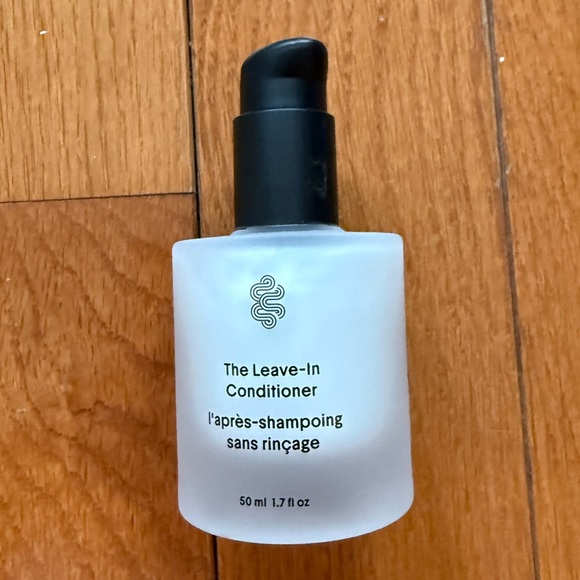 The Leave-In
Conditioner
l'après-shampoing
sans rinçage
50 ml 1.7 fl oz